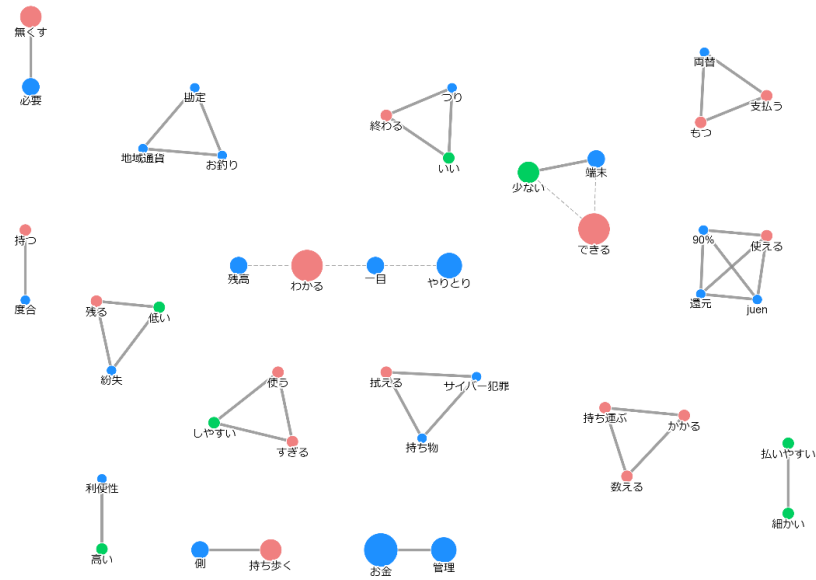 無くす
必要
勘定
地域通貨
お釣り
つり
終わる
いい
両替
支払う
もつ
少ない
端末
できる
持つ
度合
残高
わかる
一目
やりとり
90%
使える
還元
juen
残る
低い
紛失
使う
しやすい
すぎる
拭える
サイバー犯罪
持ち物
持ち運ぶ
かかる
数える
払いやすい
細かい
利便性
高い
側
持ち歩く
お金
管理